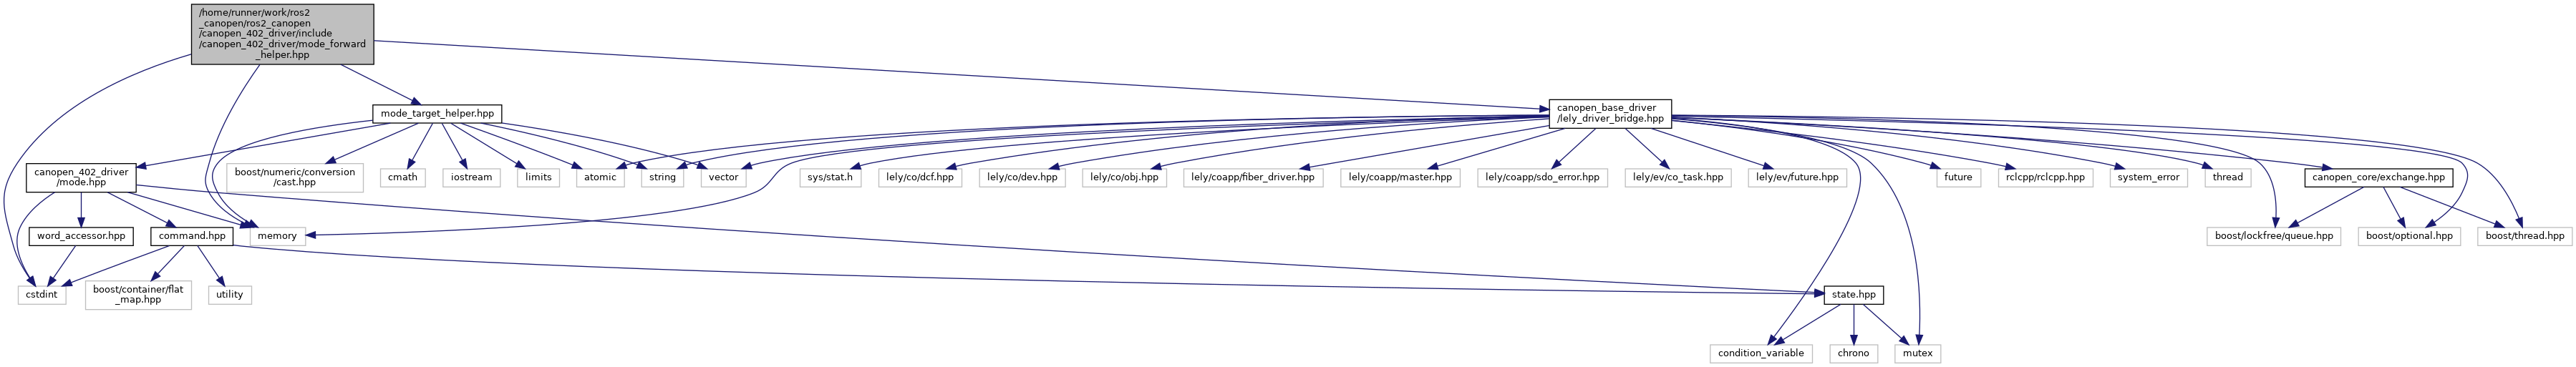 /home/runner/work/ros2
_canopen/ros2_canopen
/canopen_402_driver/include
/canopen_402_driver/mode_forward
_helper.hpp
mode_target_helper.hpp
canopen_base_driver
/lely_driver_bridge.hpp
canopen_402_driver
/mode.hpp
boost/numeric/conversion
/cast.hpp
cmath
iostream
limits
atomic
string
vector
sys/stat.h
lely/co/dcf.hpp
lely/co/dev.hpp
lely/co/obj.hpp
lely/coapp/fiber_driver.hpp
lely/coapp/master.hpp
lely/coapp/sdo_error.hpp
lely/ev/co_task.hpp
lely/ev/future.hpp
future
rclcpp/rclcpp.hpp
system_error
thread
canopen_core/exchange.hpp
word_accessor.hpp
command.hpp
memory
boost/lockfree/queue.hpp
boost/optional.hpp
boost/thread.hpp
cstdint
boost/container/flat
_map.hpp
utility
state.hpp
condition_variable
chrono
mutex